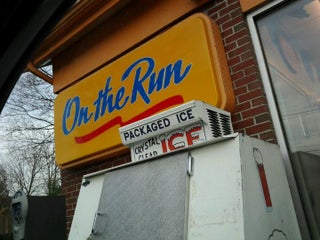 On the Run
PACKAGED ICE
CRYSTAL
CLEAR
ICE